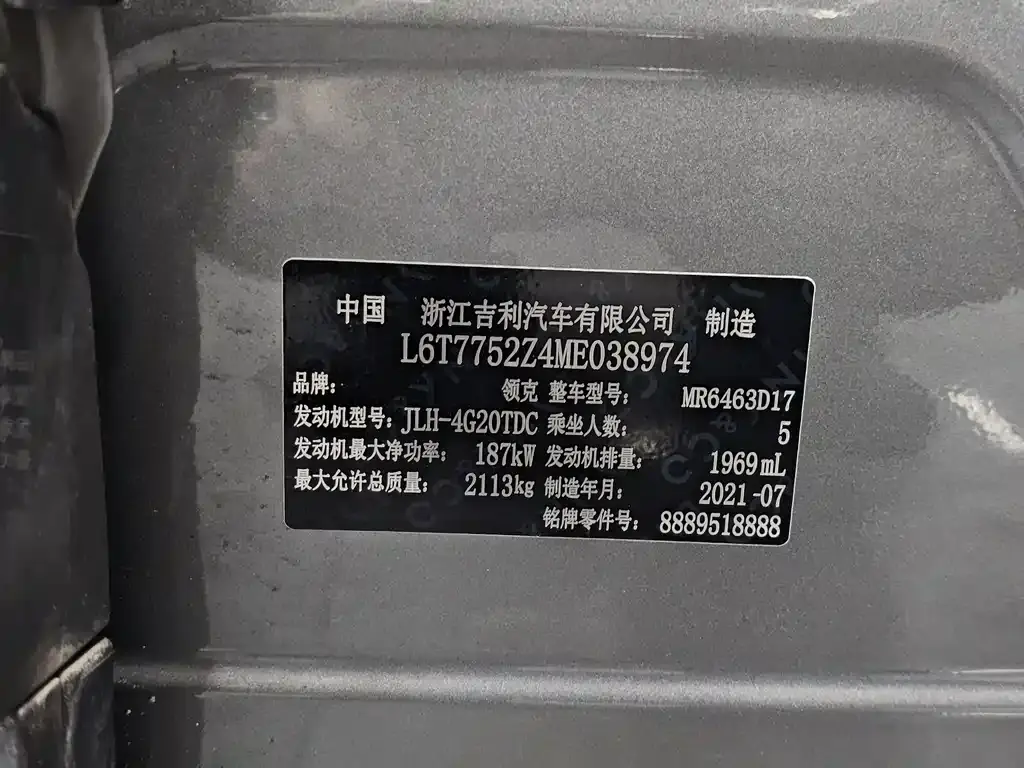 中国 浙江吉利汽车有限公司 制造
L6T7752Z4ME038974
品牌: 领克 整车型号: MR6463D17
发动机型号: JLH-4G20TDC 乘坐人数: 5
发动机最大净功率: 187kW 发动机排量: 1969mL
最大允许总质量: 2113kg 制造年月: 2021-07
铭牌零件号: 8889518888